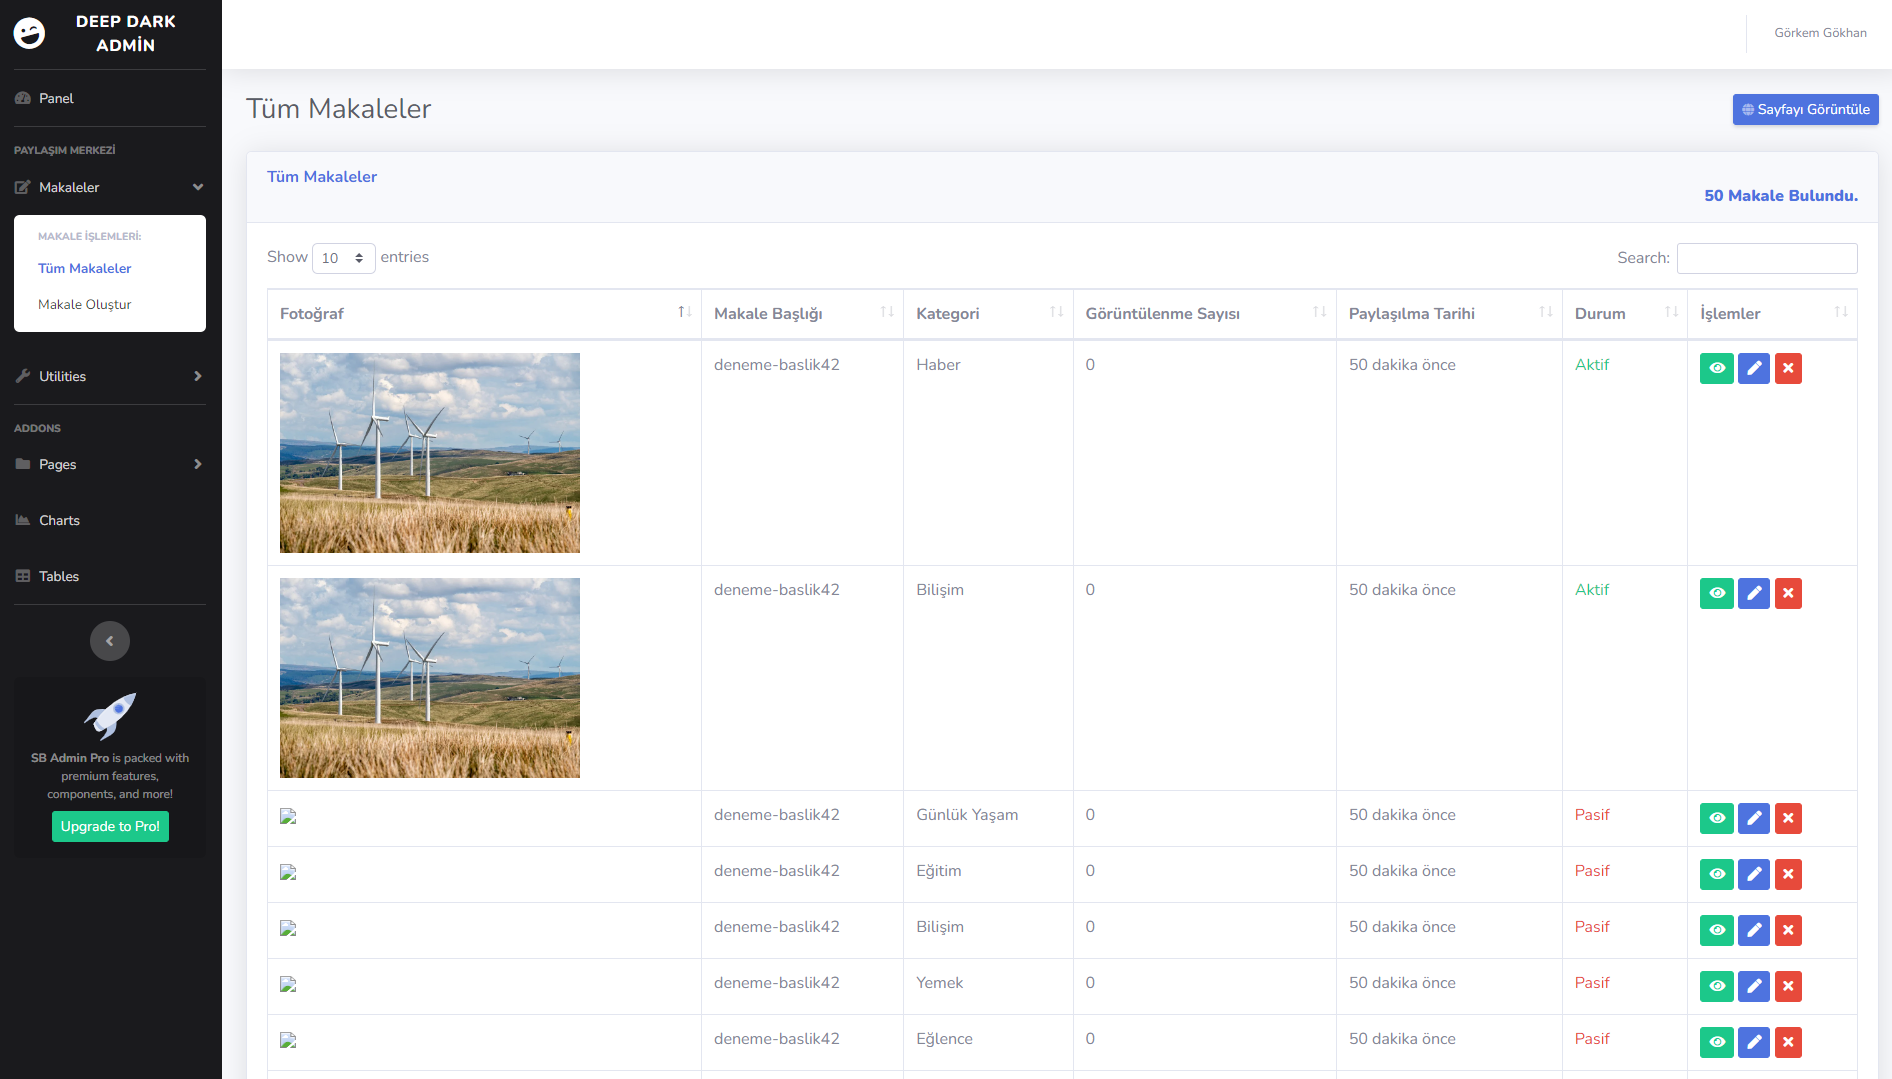 DEEP DARK
ADMİN
Görkem Gökhan
Panel
PAYLAŞIM MERKEZİ
Makaleler
MAKALE İŞLEMLERİ:
Tüm Makaleler
Makale Oluştur
Utilities
ADDONS
Pages
Charts
Tables
SB Admin Pro is packed with
premium features,
components, and more!
Upgrade to Pro!
Tüm Makaleler
Sayfayı Görüntüle
Tüm Makaleler
50 Makale Bulundu.
Show 10 entries
Search:
Fotoğraf Makale Başlığı Kategori Görüntülenme Sayısı Paylaşılma Tarihi Durum İşlemler
deneme-baslik42 Haber 0 50 dakika önce Aktif
deneme-baslik42 Bilişim 0 50 dakika önce Aktif
deneme-baslik42 Günlük Yaşam 0 50 dakika önce Pasif
deneme-baslik42 Eğitim 0 50 dakika önce Pasif
deneme-baslik42 Bilişim 0 50 dakika önce Pasif
deneme-baslik42 Yemek 0 50 dakika önce Pasif
deneme-baslik42 Eğlence 0 50 dakika önce Pasif